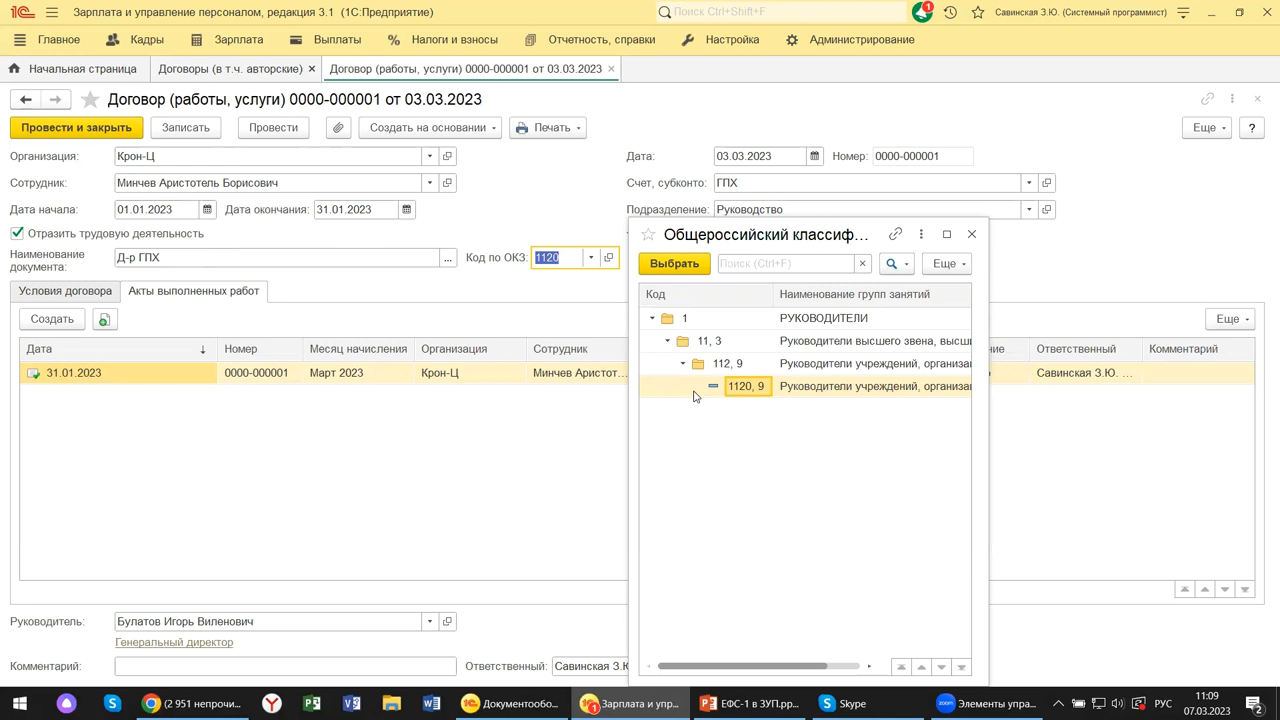 Зарплата и управление персоналом, редакция 3.1 (1С:Предприятие)
Поиск Ctrl+Shift+F
1
Савинская З.Ю. (Системный программист)
Главное
Кадры
Зарплата
Выплаты
Налоги и взносы
Отчетность, справки
Настройка
Администрирование
Начальная страница
Договоры (в т.ч. авторские)
Договор (работы, услуги) 0000-000001 от 03.03.2023
Договор (работы, услуги) 0000-000001 от 03.03.2023
Провести и закрыть
Записать
Провести
Создать на основании
Печать
Еще
?
Организация:
Крон-Ц
Дата:
03.03.2023
Номер:
0000-000001
Сотрудник:
Минчев Аристотель Борисович
Счет, субконто:
ГПХ
Дата начала:
01.01.2023
Дата окончания:
31.01.2023
Подразделение:
Руководство
Отразить трудовую деятельность
Наименование документа:
Д-р ГПХ
...
Код по ОКЗ:
1120
Условия договора
Акты выполненных работ
Создать
Еще
Дата
Номер
Месяц начисления
Организация
Сотрудник
Ответственный
Комментарий
31.01.2023
0000-000001
Март 2023
Крон-Ц
Минчев Аристот...
Савинская З.Ю. ...
Общероссийский классиф...
Выбрать
Поиск (Ctrl+F)
Еще
Код
Наименование групп занятий
1
РУКОВОДИТЕЛИ
11, 3
Руководители высшего звена, высш
112, 9
Руководители учреждений, организа
1120, 9
Руководители учреждений, организа
Руководитель:
Булатов Игорь Виленович
Генеральный директор
Комментарий:
Ответственный:
Савинская З.Ю
(2 951 непрочи...
Документообо...
1
Зарплата и упр...
ЕФС-1 в ЗУП.pp...
Skype
Элементы упра...
РУС
11:09
07.03.2023
2